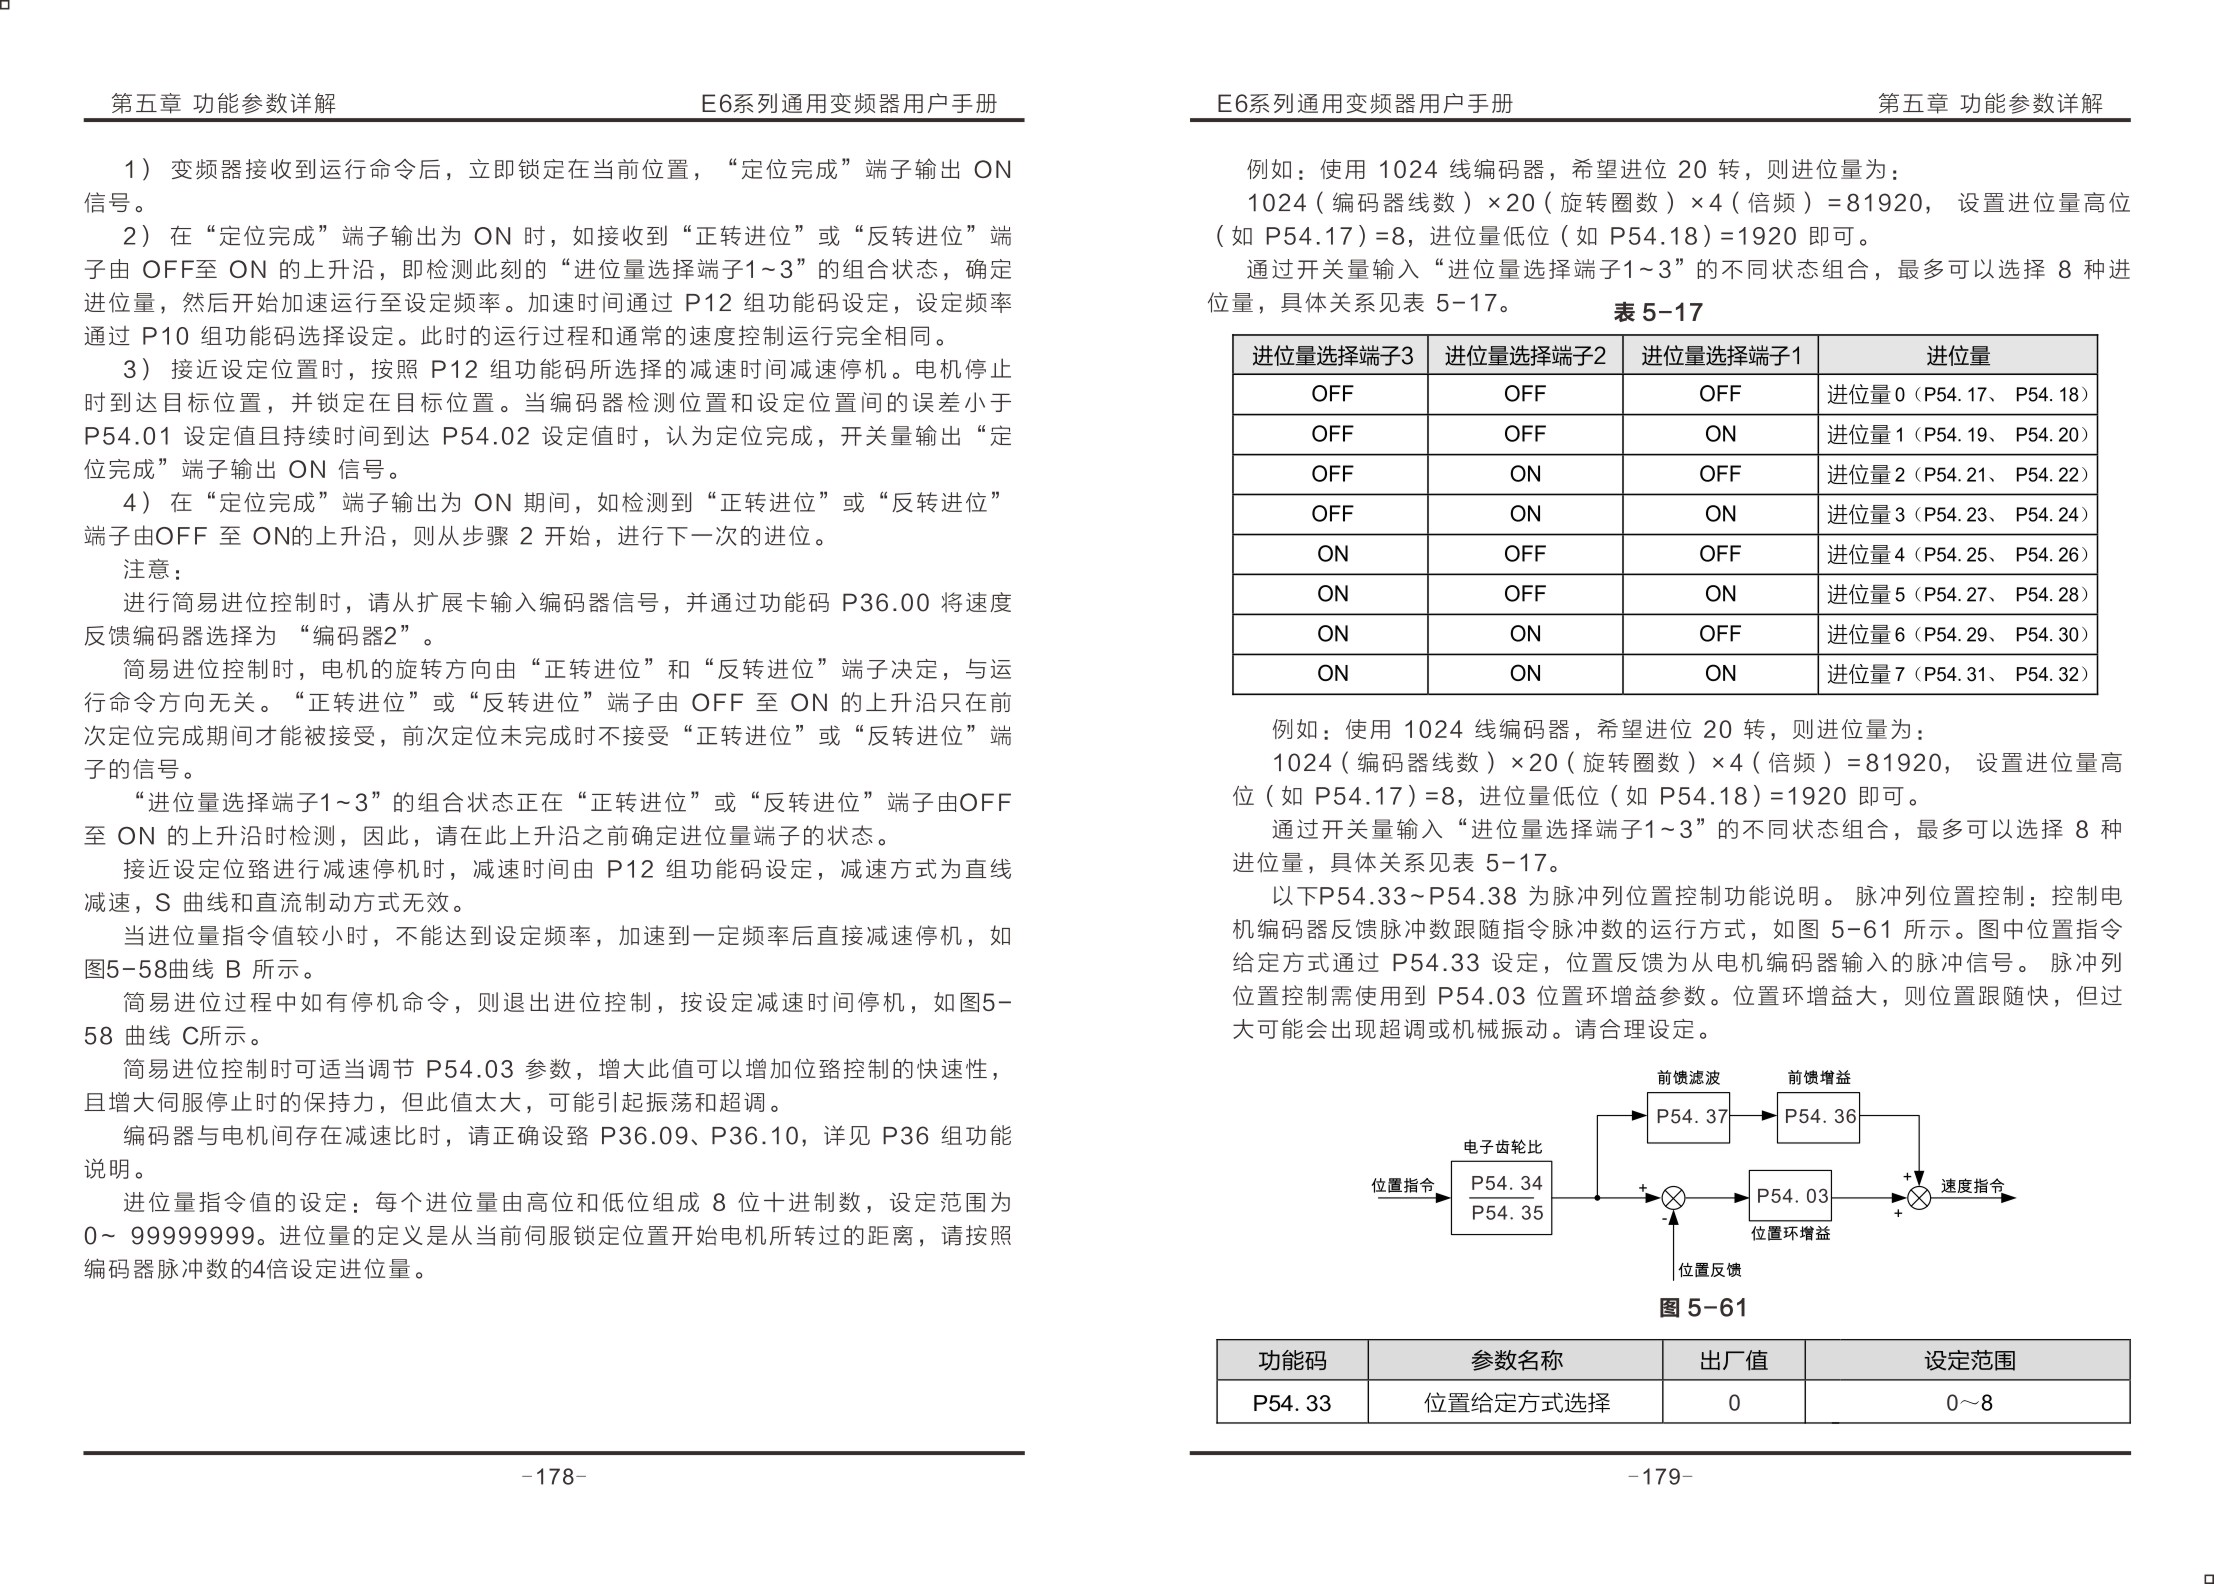 第五章 功能参数详解 E6系列通用变频器用户手册
1） 变频器接收到运行命令后，立即锁定在当前位置，“定位完成”端子输出 ON
信号。
2） 在“定位完成”端子输出为 ON 时，如接收到“正转进位”或“反转进位”端
子由 OFF至 ON 的上升沿，即检测此刻的“进位量选择端子1~3”的组合状态，确定
进位量，然后开始加速运行至设定频率。加速时间通过 P12 组功能码设定，设定频率
通过 P10 组功能码选择设定。此时的运行过程和通常的速度控制运行完全相同。
3） 接近设定位置时，按照 P12 组功能码所选择的减速时间减速停机。电机停止
时到达目标位置，并锁定在目标位置。当编码器检测位置和设定位置间的误差小于
P54.01 设定值且持续时间到达 P54.02 设定值时，认为定位完成，开关量输出“定
位完成”端子输出 ON 信号。
4） 在“定位完成”端子输出为 ON 期间，如检测到“正转进位”或“反转进位”
端子由OFF 至 ON的上升沿，则从步骤 2 开始，进行下一次的进位。
注意：
进行简易进位控制时，请从扩展卡输入编码器信号，并通过功能码 P36.00 将速度
反馈编码器选择为 “编码器2”。
简易进位控制时，电机的旋转方向由“正转进位”和“反转进位”端子决定，与运
行命令方向无关。“正转进位”或“反转进位”端子由 OFF 至 ON 的上升沿只在前
次定位完成期间才能被接受，前次定位未完成时不接受“正转进位”或“反转进位”端
子的信号。
“进位量选择端子1~3”的组合状态正在“正转进位”或“反转进位”端子由OFF
至 ON 的上升沿时检测，因此，请在此上升沿之前确定进位量端子的状态。
接近设定位臵进行减速停机时，减速时间由 P12 组功能码设定，减速方式为直线
减速，S 曲线和直流制动方式无效。
当进位量指令值较小时，不能达到设定频率，加速到一定频率后直接减速停机，如
图5-58曲线 B 所示。
简易进位过程中如有停机命令，则退出进位控制，按设定减速时间停机，如图5-
58 曲线 C所示。
简易进位控制时可适当调节 P54.03 参数，增大此值可以增加位臵控制的快速性，
且增大伺服停止时的保持力，但此值太大，可能引起振荡和超调。
编码器与电机间存在减速比时，请正确设臵 P36.09、P36.10，详见 P36 组功能
说明。
进位量指令值的设定：每个进位量由高位和低位组成 8 位十进制数，设定范围为
0~ 99999999。进位量的定义是从当前伺服锁定位置开始电机所转过的距离，请按照
编码器脉冲数的4倍设定进位量。
-178-
E6系列通用变频器用户手册 第五章 功能参数详解
例如：使用 1024 线编码器，希望进位 20 转，则进位量为：
1024（编码器线数）×20（旋转圈数）×4（倍频）=81920， 设置进位量高位
（如 P54.17）=8，进位量低位（如 P54.18）=1920 即可。
通过开关量输入“进位量选择端子1~3”的不同状态组合，最多可以选择 8 种进
位量，具体关系见表 5-17。
表 5-17
进位量选择端子3 进位量选择端子2 进位量选择端子1 进位量
OFF OFF OFF 进位量0（P54.17、 P54.18）
OFF OFF ON 进位量1（P54.19、 P54.20）
OFF ON OFF 进位量2（P54.21、 P54.22）
OFF ON ON 进位量3（P54.23、 P54.24）
ON OFF OFF 进位量4（P54.25、 P54.26）
ON OFF ON 进位量5（P54.27、 P54.28）
ON ON OFF 进位量6（P54.29、 P54.30）
ON ON ON 进位量7（P54.31、 P54.32）
例如：使用 1024 线编码器，希望进位 20 转，则进位量为：
1024（编码器线数）×20（旋转圈数）×4（倍频）=81920， 设置进位量高
位（如 P54.17）=8，进位量低位（如 P54.18）=1920 即可。
通过开关量输入“进位量选择端子1~3”的不同状态组合，最多可以选择 8 种
进位量，具体关系见表 5-17。
以下P54.33~P54.38 为脉冲列位置控制功能说明。 脉冲列位置控制：控制电
机编码器反馈脉冲数跟随指令脉冲数的运行方式，如图 5-61 所示。图中位置指令
给定方式通过 P54.33 设定，位置反馈为从电机编码器输入的脉冲信号。 脉冲列
位置控制需使用到 P54.03 位置环增益参数。位置环增益大，则位置跟随快，但过
大可能会出现超调或机械振动。请合理设定。
前馈滤波 前馈增益
P54.37 P54.36
电子齿轮比
位置指令 P54.34 + P54.03 + 速度指令
P54.35 - +
位置环增益
位置反馈
图 5-61
功能码 参数名称 出厂值 设定范围
P54.33 位置给定方式选择 0 0～8
-179-